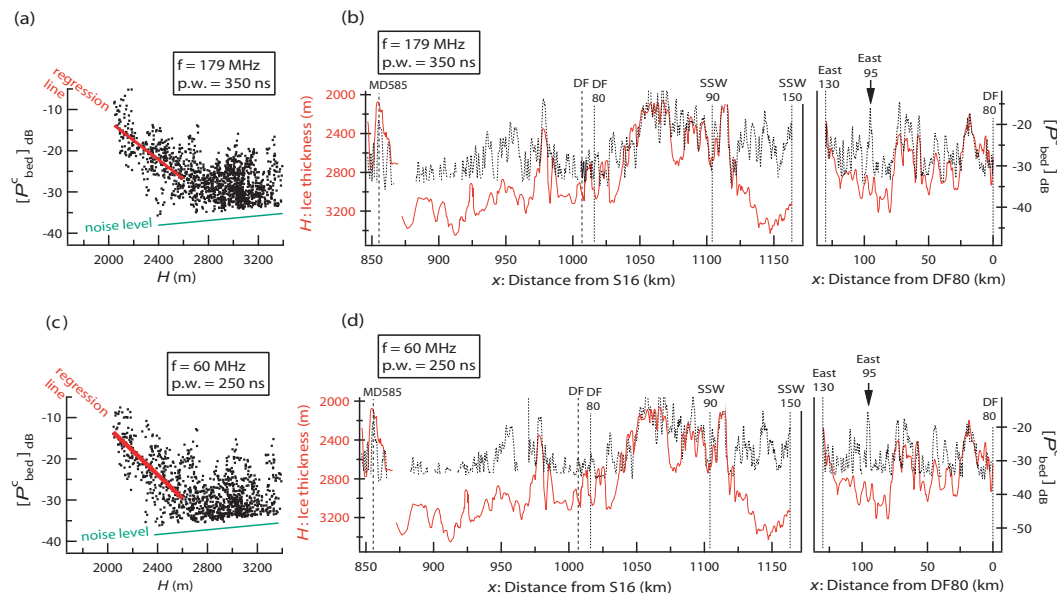 (a)
f = 179 MHz
p.w. = 350 ns
regression
line
-10
-20
-30
-40
[P^c_bed] dB
noise level
2000 2400 2800 3200
H (m)
(b)
f = 179 MHz
p.w. = 350 ns
MD585
DF
DF
80
SSW
90
SSW
150
East
130
East
95
DF
80
2000
2400
2800
3200
H: Ice thickness (m)
850 900 950 1000 1050 1100 1150
x: Distance from S16 (km)
100 50 0
x: Distance from DF80 (km)
-20
-30
-40
[P^c_bed] dB
(c)
f = 60 MHz
p.w. = 250 ns
regression
line
-10
-20
-30
-40
[P^c_bed] dB
noise level
2000 2400 2800 3200
H (m)
(d)
f = 60 MHz
p.w. = 250 ns
MD585
DF
DF
80
SSW
90
SSW
150
East
130
East
95
DF
80
2000
2400
2800
3200
H: Ice thickness (m)
850 900 950 1000 1050 1100 1150
x: Distance from S16 (km)
100 50 0
x: Distance from DF80 (km)
-20
-30
-40
-50
[P^c_bed] dB